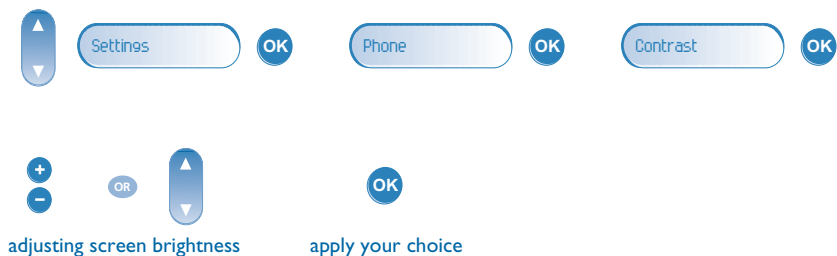 Settings OK Phone OK Contrast OK
+
− OR OK
adjusting screen brightness apply your choice